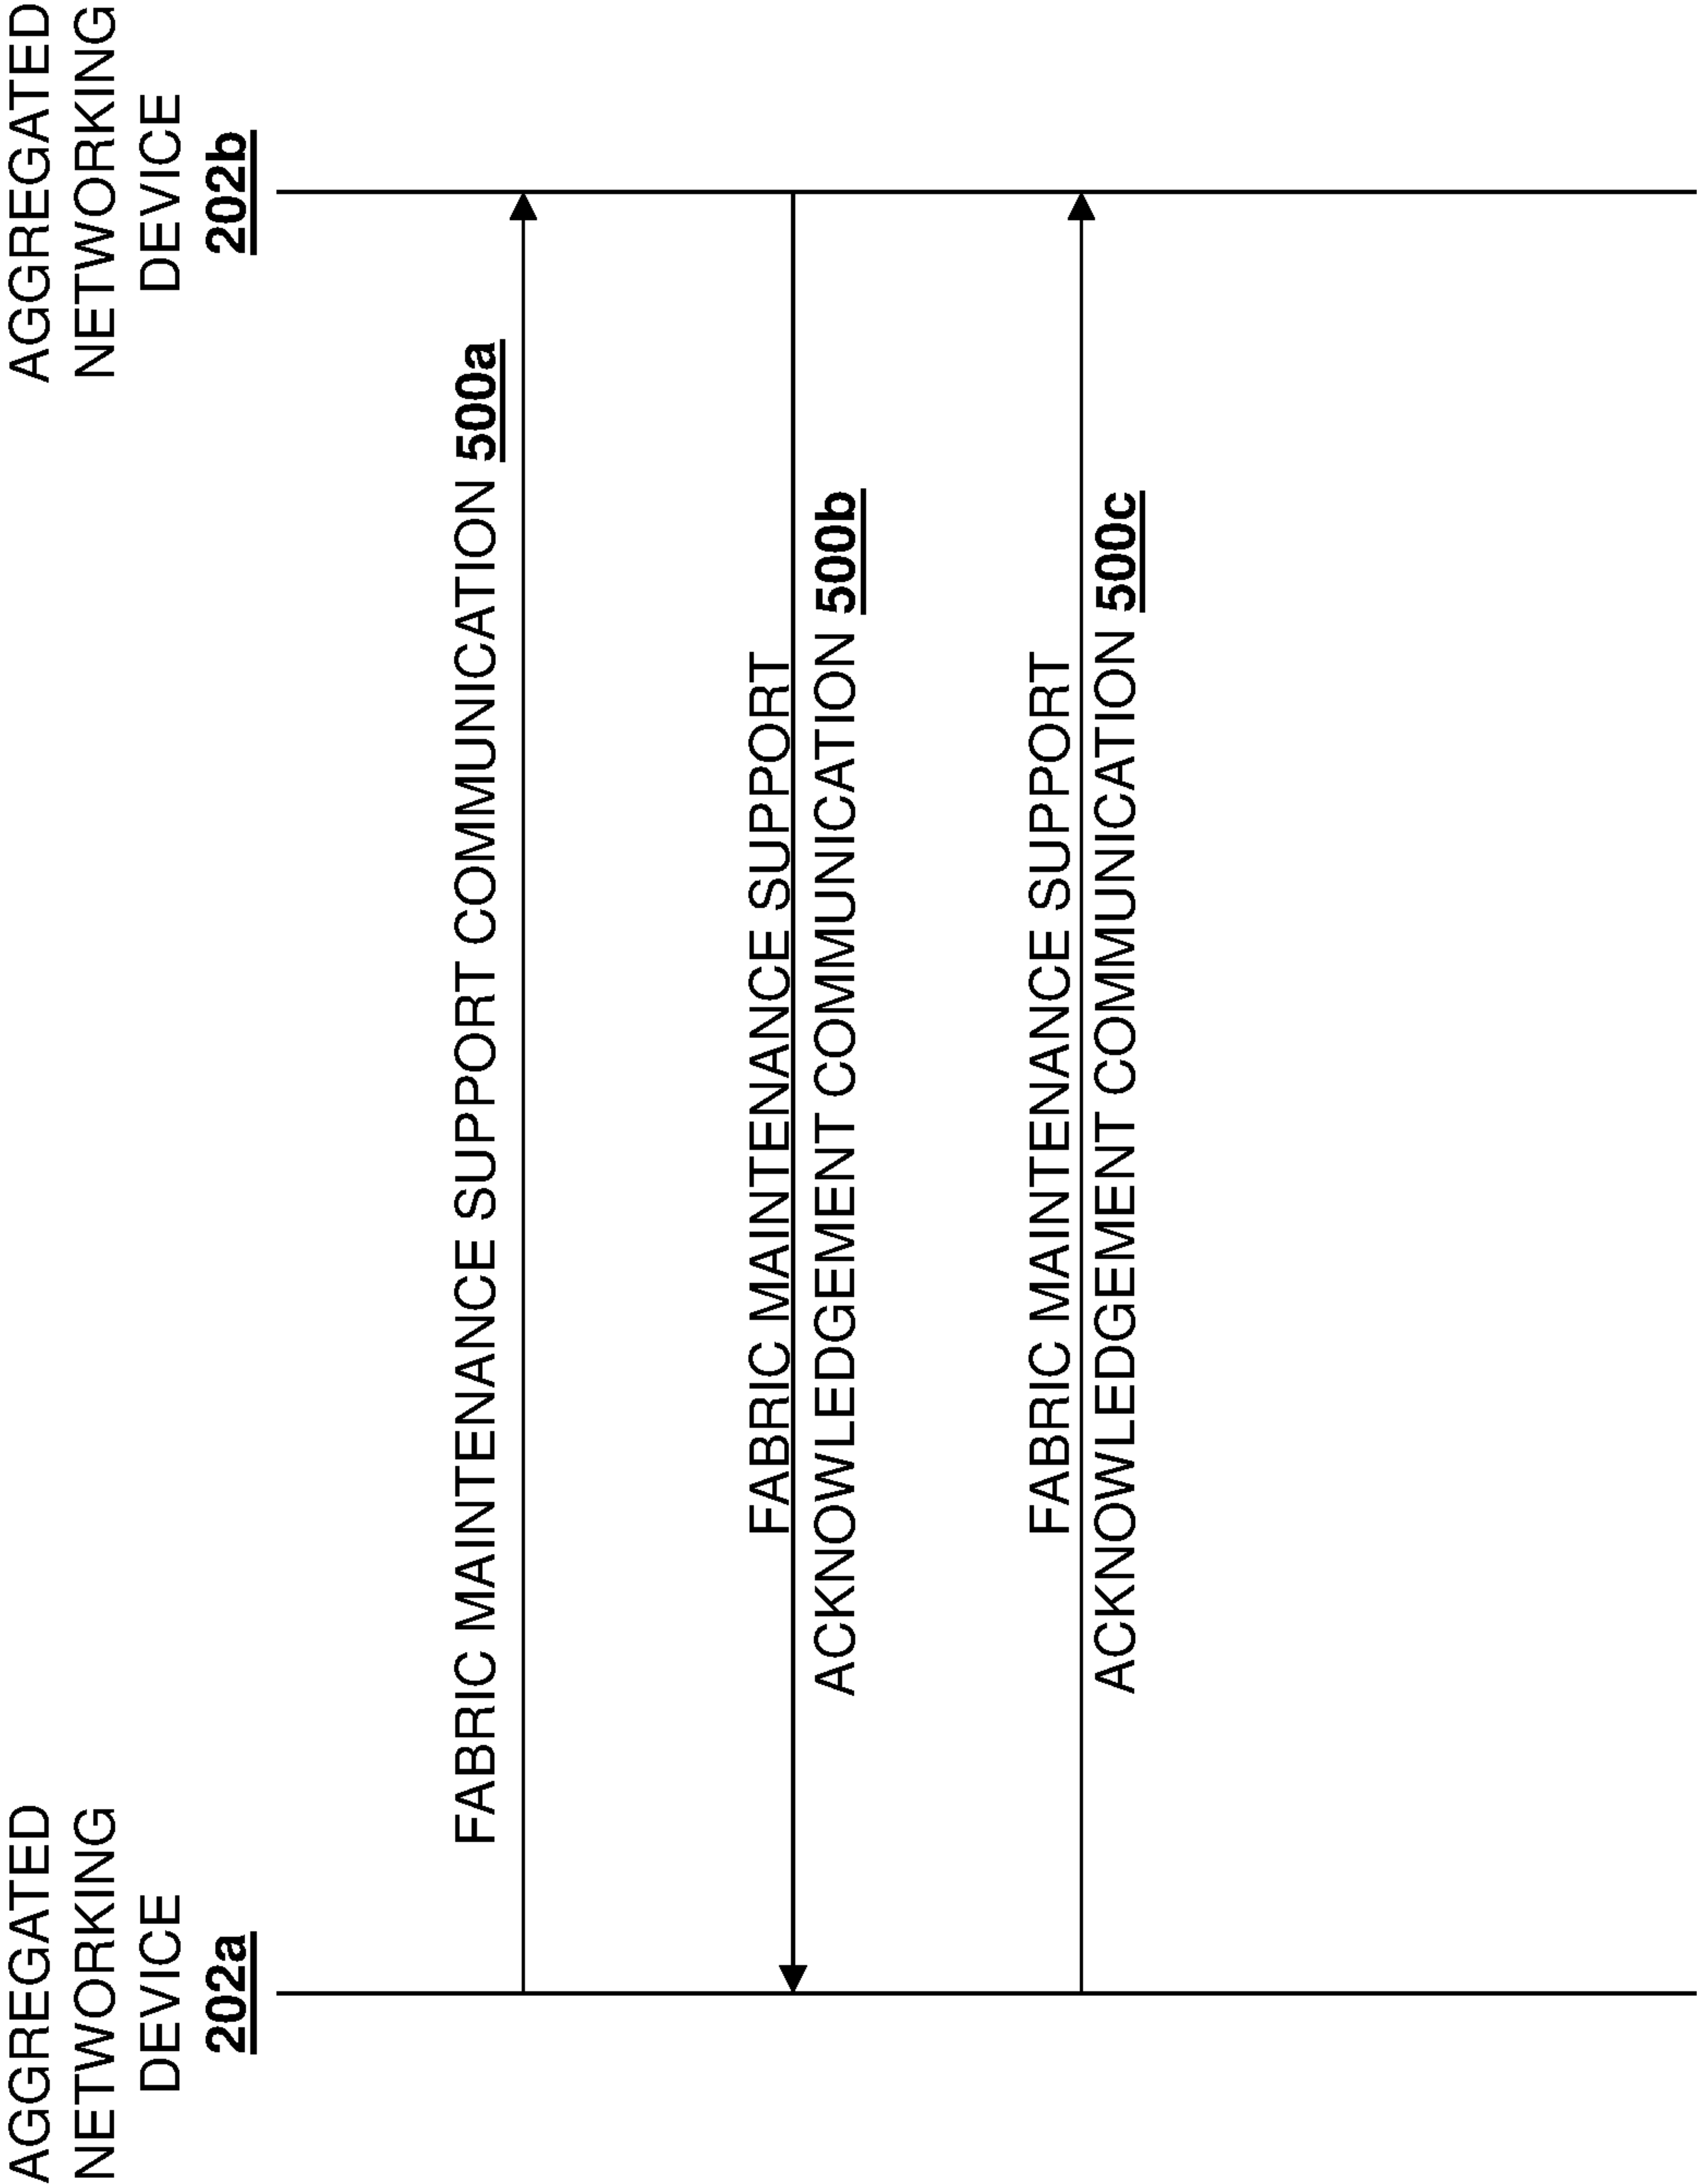 AGGREGATED
NETWORKING
DEVICE
202a
AGGREGATED
NETWORKING
DEVICE
202b
FABRIC MAINTENANCE SUPPORT COMMUNICATION 500a
FABRIC MAINTENANCE SUPPORT
ACKNOWLEDGEMENT COMMUNICATION 500b
FABRIC MAINTENANCE SUPPORT
ACKNOWLEDGEMENT COMMUNICATION 500c